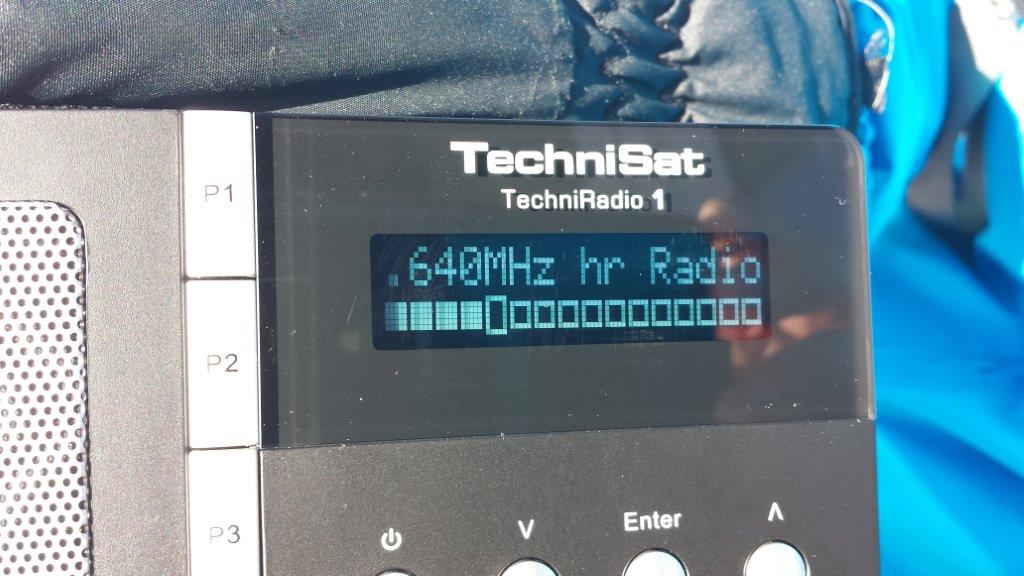 TechniSat
TechniRadio 1
.640MHz hr Radio
P1
P2
P3
V
Enter
Λ